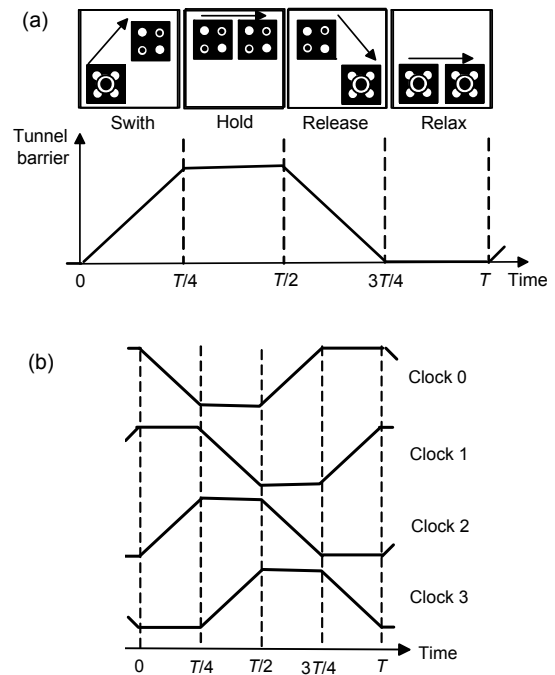 (a)
Swith Hold Release Relax
Tunnel
barrier
0 T/4 T/2 3T/4 T Time
(b)
Clock 0
Clock 1
Clock 2
Clock 3
0 T/4 T/2 3T/4 T Time